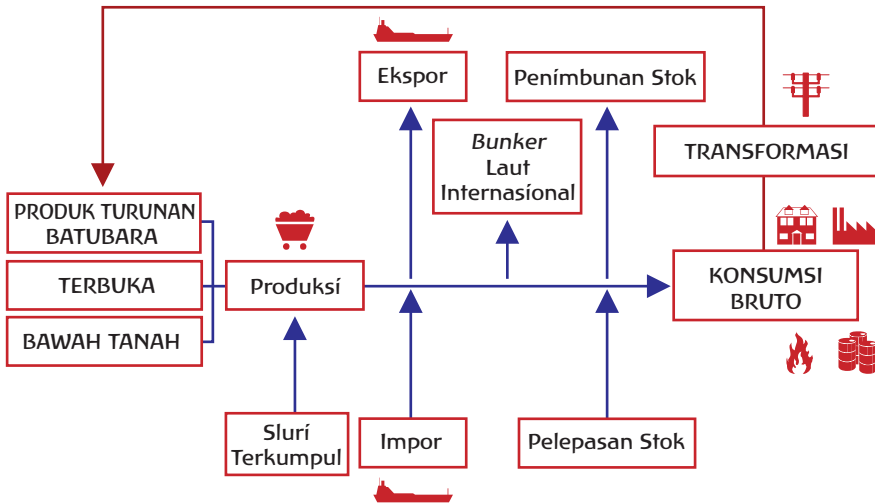 Ekspor
Penimbunan Stok
Bunker
Laut
Internasional
TRANSFORMASI
PRODUK TURUNAN
BATUBARA
TERBUKA
Produksi
KONSUMSI
BRUTO
BAWAH TANAH
Sluri
Terkumpul
Impor
Pelepasan Stok